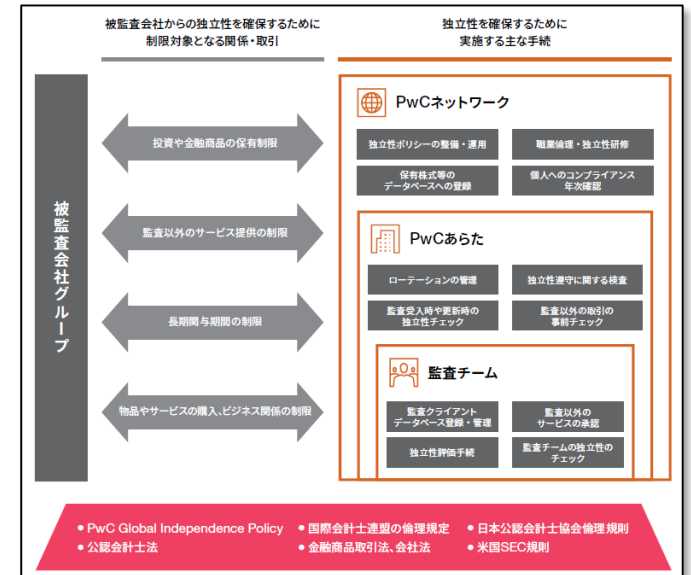 被監査会社からの独立性を確保するために
制限対象となる関係・取引
独立性を確保するために
実施する主な手続
被監査会社グループ
投資や金融商品の保有制限
監査以外のサービス提供の制限
長期関与期間の制限
物品やサービスの購入、ビジネス関係の制限
PwCネットワーク
独立性ポリシーの整備・運用
職業倫理・独立性研修
保有株式等の
データベースへの登録
個人へのコンプライアンス
年次確認
PwCあらた
ローテーションの管理
独立性遵守に関する検査
監査受入時や更新時の
独立性チェック
監査以外の取引の
事前チェック
監査チーム
監査クライアント
データベース登録・管理
監査以外の
サービスの承認
独立性評価手続
監査チームの独立性の
チェック
● PwC Global Independence Policy ● 国際会計士連盟の倫理規定 ● 日本公認会計士協会倫理規則
● 公認会計士法 ● 金融商品取引法、会社法 ● 米国SEC規則